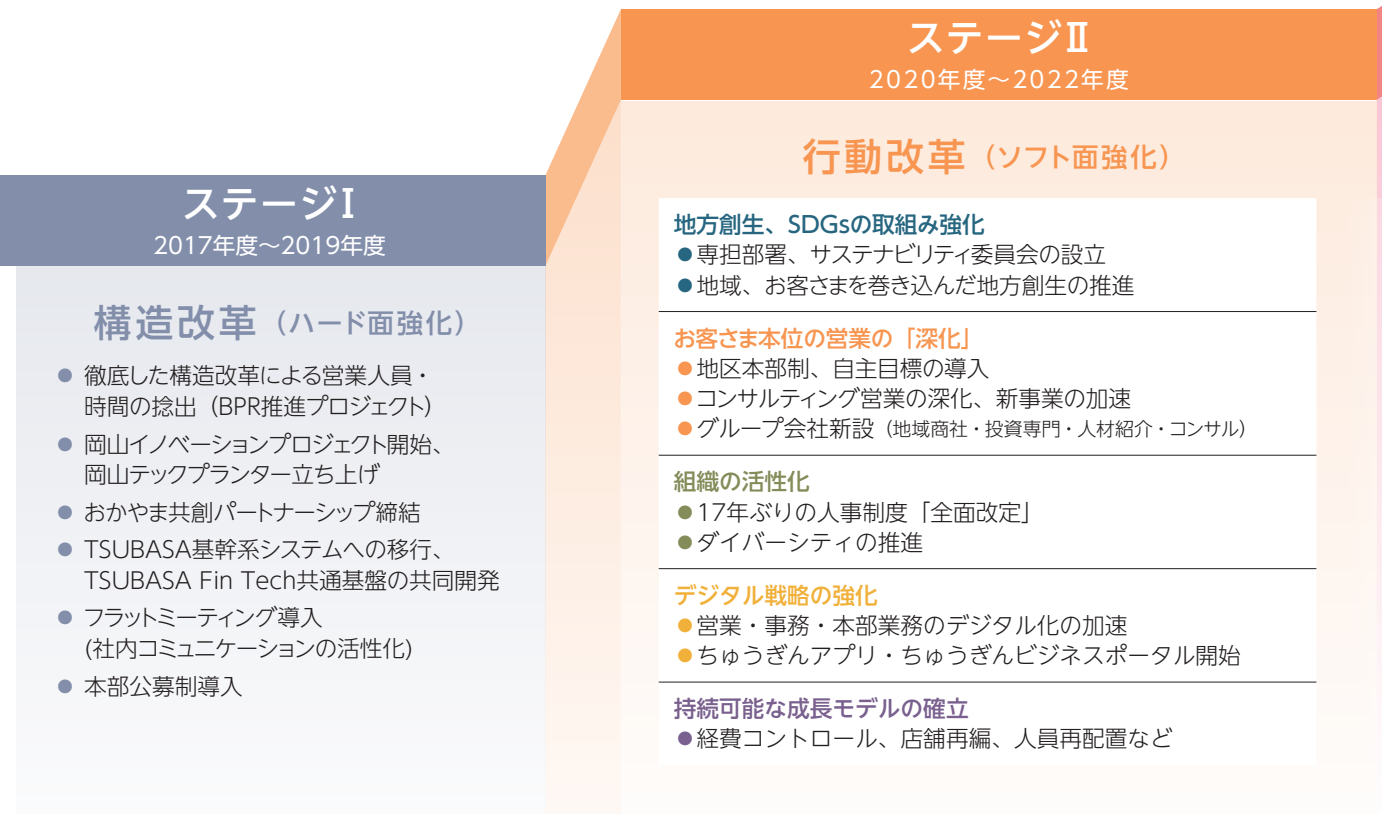 ステージⅠ
2017年度～2019年度
構造改革（ハード面強化）
● 徹底した構造改革による営業人員・
時間の捻出（BPR推進プロジェクト）
● 岡山イノベーションプロジェクト開始、
岡山テックプランター立ち上げ
● おかやま共創パートナーシップ締結
● TSUBASA基幹系システムへの移行、
TSUBASA Fin Tech共通基盤の共同開発
● フラットミーティング導入
(社内コミュニケーションの活性化)
● 本部公募制導入
ステージⅡ
2020年度～2022年度
行動改革（ソフト面強化）
地方創生、SDGsの取組み強化
●専担部署、サステナビリティ委員会の設立
●地域、お客さまを巻き込んだ地方創生の推進
お客さま本位の営業の「深化」
●地区本部制、自主目標の導入
●コンサルティング営業の深化、新事業の加速
●グループ会社新設（地域商社・投資専門・人材紹介・コンサル）
組織の活性化
●17年ぶりの人事制度「全面改定」
●ダイバーシティの推進
デジタル戦略の強化
●営業・事務・本部業務のデジタル化の加速
●ちゅうぎんアプリ・ちゅうぎんビジネスポータル開始
持続可能な成長モデルの確立
●経費コントロール、店舗再編、人員再配置など